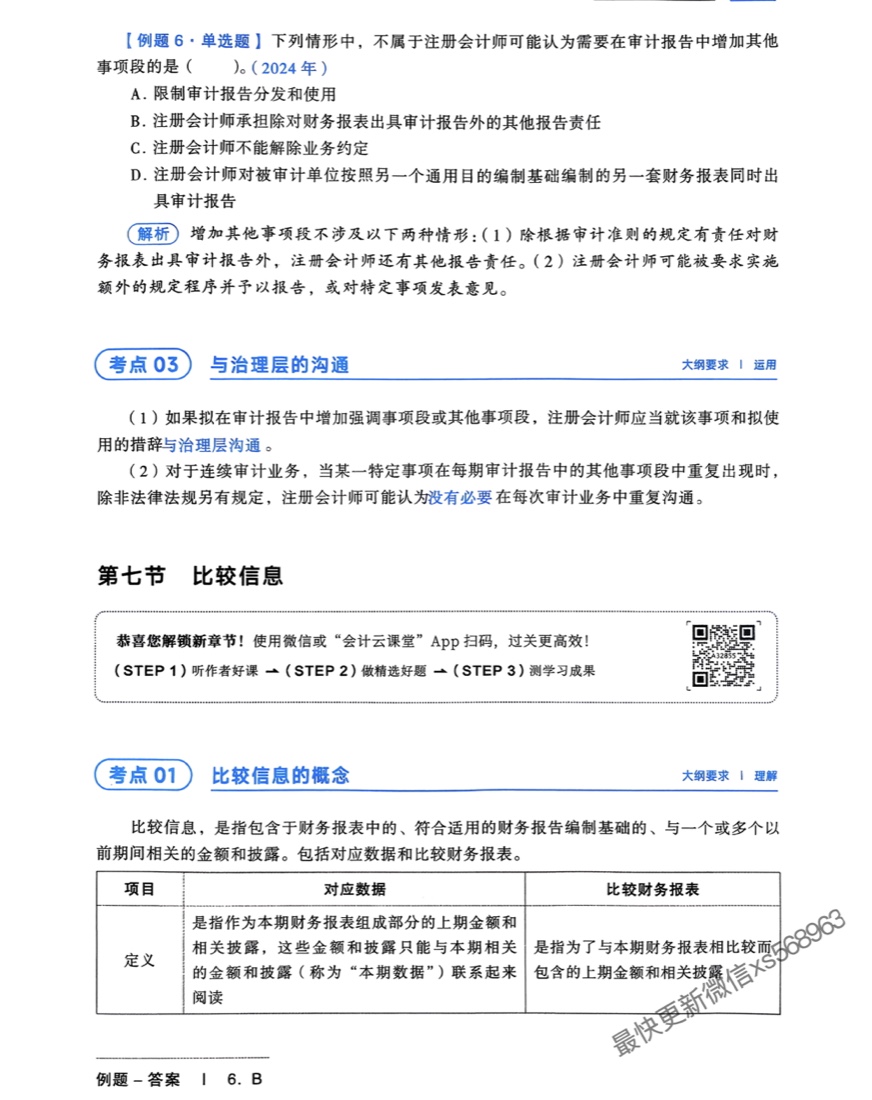 【例题6·单选题】下列情形中，不属于注册会计师可能认为需要在审计报告中增加其他
事项段的是（　　）。（2024年）
A. 限制审计报告分发和使用
B. 注册会计师承担除对财务报表出具审计报告外的其他报告责任
C. 注册会计师不能解除业务约定
D. 注册会计师对被审计单位按照另一个通用目的编制基础编制的另一套财务报表同时出
具审计报告
解析 增加其他事项段不涉及以下两种情形：（1）除根据审计准则的规定有责任对财
务报表出具审计报告外，注册会计师还有其他报告责任。（2）注册会计师可能被要求实施
额外的规定程序并予以报告，或对特定事项发表意见。
考点 03 与治理层的沟通 大纲要求 | 运用
（1）如果拟在审计报告中增加强调事项段或其他事项段，注册会计师应当就该事项和拟使
用的措辞与治理层沟通。
（2）对于连续审计业务，当某一特定事项在每期审计报告中的其他事项段中重复出现时，
除非法律法规另有规定，注册会计师可能认为没有必要在每次审计业务中重复沟通。
第七节 比较信息
恭喜您解锁新章节！使用微信或“会计云课堂”App扫码，过关更高效！
（STEP 1）听作者好课 ⇀（STEP 2）做精选好题 ⇀（STEP 3）测学习成果
考点 01 比较信息的概念 大纲要求 | 理解
比较信息，是指包含于财务报表中的、符合适用的财务报告编制基础的、与一个或多个以
前期间相关的金额和披露。包括对应数据和比较财务报表。
项目 对应数据 比较财务报表
定义
是指作为本期财务报表组成部分的上期金额和
相关披露，这些金额和披露只能与本期相关
的金额和披露（称为“本期数据”）联系起来
阅读
是指为了与本期财务报表相比较而
包含的上期金额和相关披露
最快更新微信xs568963
例题－答案 | 6. B